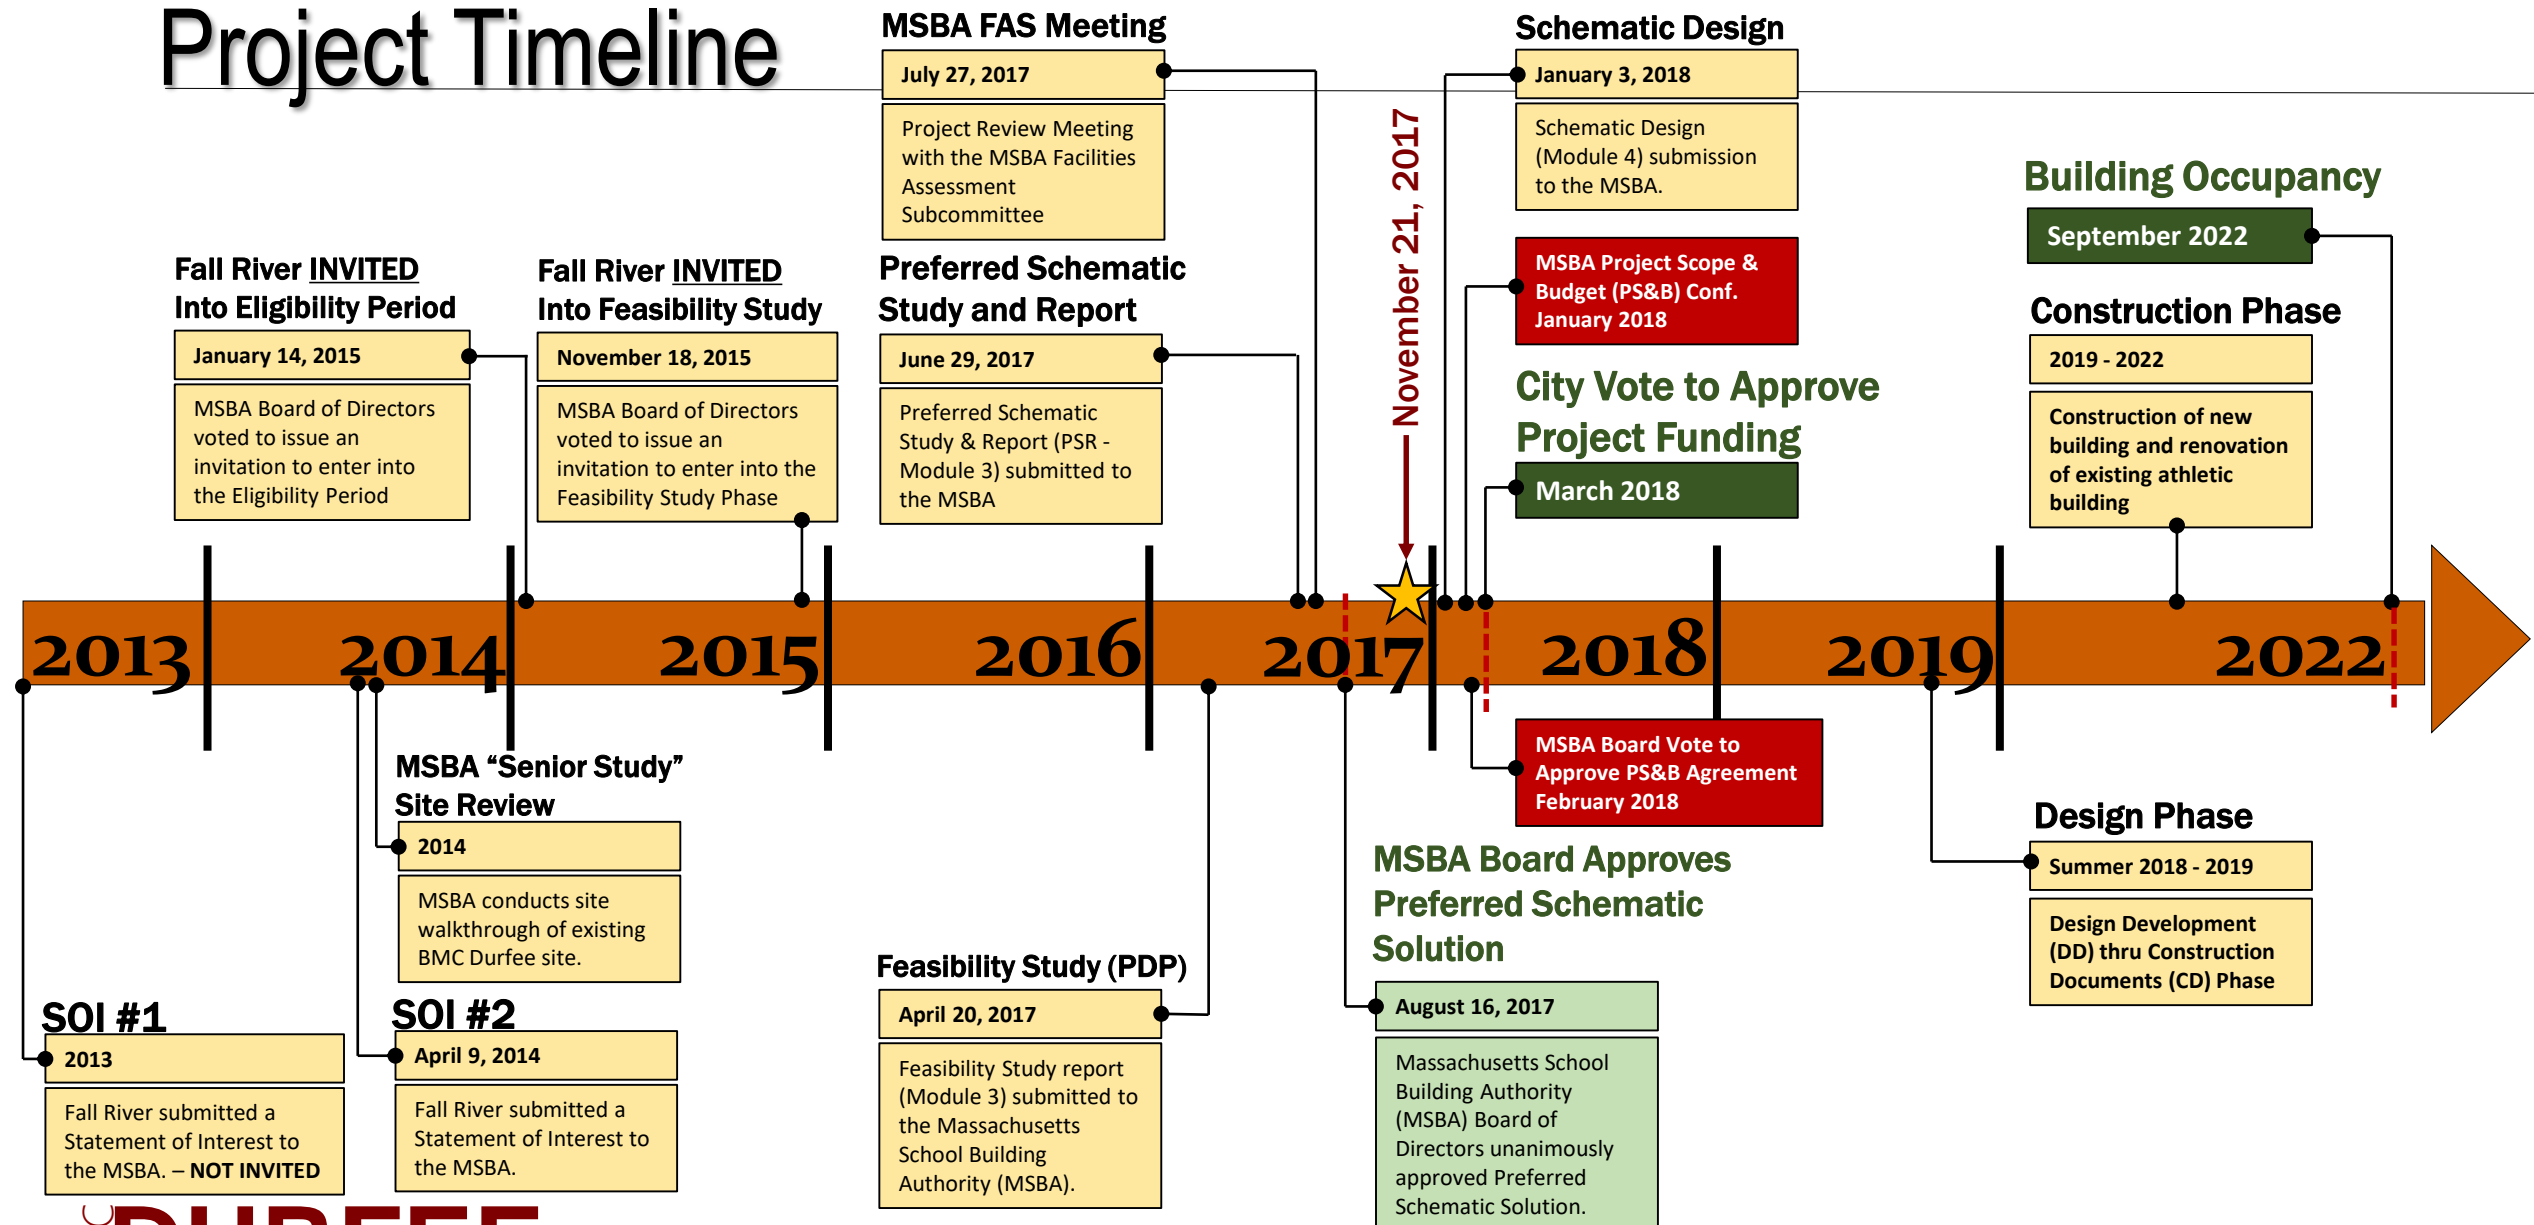 Project Timeline
MSBA FAS Meeting
July 27, 2017
Project Review Meeting
with the MSBA Facilities
Assessment
Subcommittee
Schematic Design
January 3, 2018
Schematic Design
(Module 4) submission
to the MSBA.
November 21, 2017
MSBA Project Scope &
Budget (PS&B) Conf.
January 2018
Building Occupancy
September 2022
Fall River INVITED
Into Eligibility Period
January 14, 2015
MSBA Board of Directors
voted to issue an
invitation to enter into
the Eligibility Period
Fall River INVITED
Into Feasibility Study
November 18, 2015
MSBA Board of Directors
voted to issue an
invitation to enter into the
Feasibility Study Phase
Preferred Schematic
Study and Report
June 29, 2017
Preferred Schematic
Study & Report (PSR -
Module 3) submitted to
the MSBA
City Vote to Approve
Project Funding
March 2018
Construction Phase
2019 - 2022
Construction of new
building and renovation
of existing athletic
building
2013
2014
2015
2016
2017
2018
2019
2022
MSBA “Senior Study”
Site Review
2014
MSBA conducts site
walkthrough of existing
BMC Durfee site.
MSBA Board Vote to
Approve PS&B Agreement
February 2018
Design Phase
Summer 2018 - 2019
Design Development
(DD) thru Construction
Documents (CD) Phase
SOI #1
2013
Fall River submitted a
Statement of Interest to
the MSBA. – NOT INVITED
SOI #2
April 9, 2014
Fall River submitted a
Statement of Interest to
the MSBA.
Feasibility Study (PDP)
April 20, 2017
Feasibility Study report
(Module 3) submitted to
the Massachusetts
School Building
Authority (MSBA).
MSBA Board Approves
Preferred Schematic
Solution
August 16, 2017
Massachusetts School
Building Authority
(MSBA) Board of
Directors unanimously
approved Preferred
Schematic Solution.
DURFEE